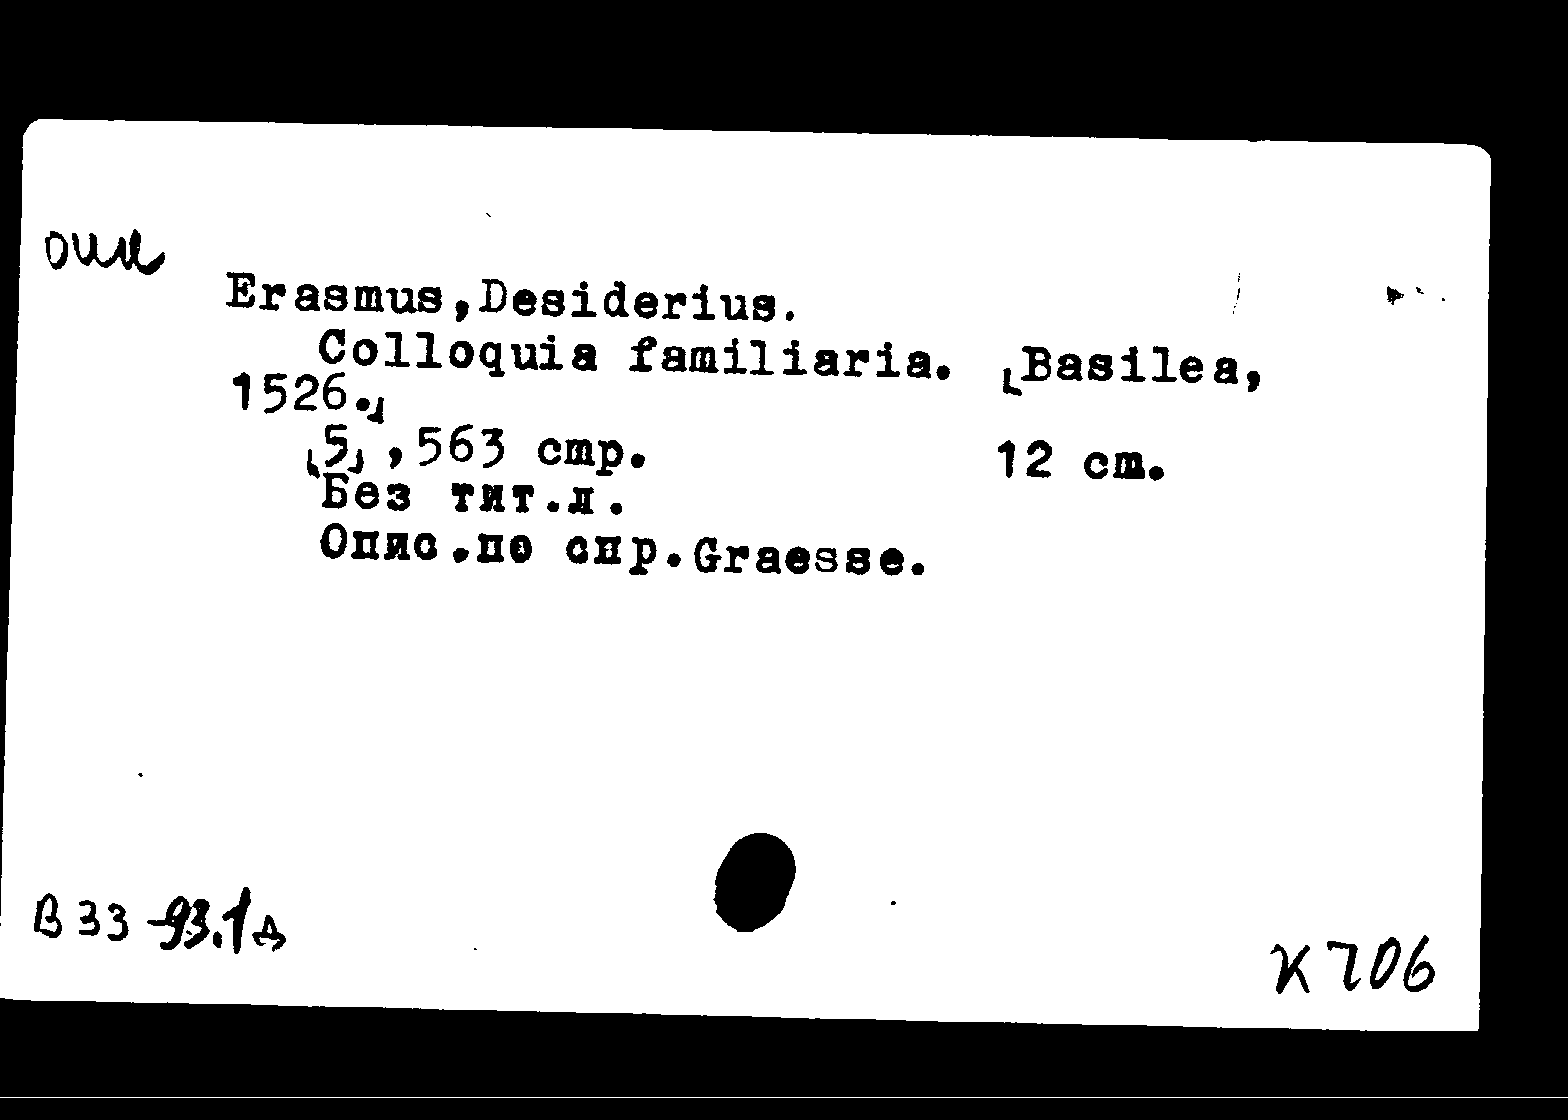 Erasmus,Desiderius.
Colloquia familiaria. [Basilea,
1526.]
[5] ,563 стр. 12 cm.
Без тит.л.
Опис.по спр.Graesse.
В 33-93.1д
К 706